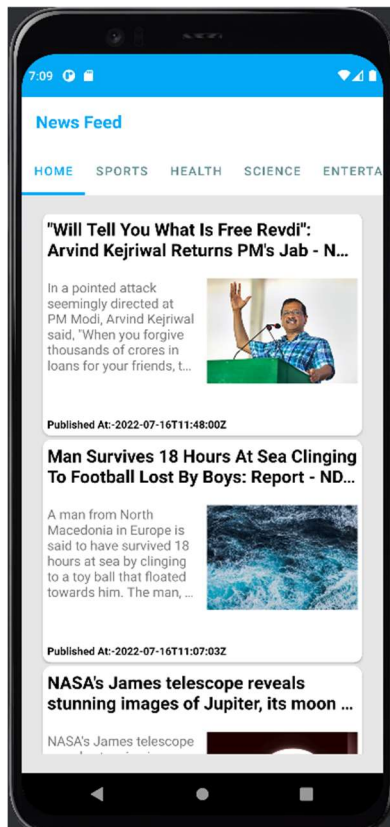 7:09
News Feed
HOME SPORTS HEALTH SCIENCE ENTERTA
"Will Tell You What Is Free Revdi":
Arvind Kejriwal Returns PM's Jab - N...
In a pointed attack
seemingly directed at
PM Modi, Arvind Kejriwal
said, "When you forgive
thousands of crores in
loans for your friends, t...
Published At:-2022-07-16T11:48:00Z
Man Survives 18 Hours At Sea Clinging
To Football Lost By Boys: Report - ND...
A man from North
Macedonia in Europe is
said to have survived 18
hours at sea by clinging
to a toy ball that floated
towards him. The man, ...
Published At:-2022-07-16T11:07:03Z
NASA's James telescope reveals
stunning images of Jupiter, its moon ...
NASA's James telescope